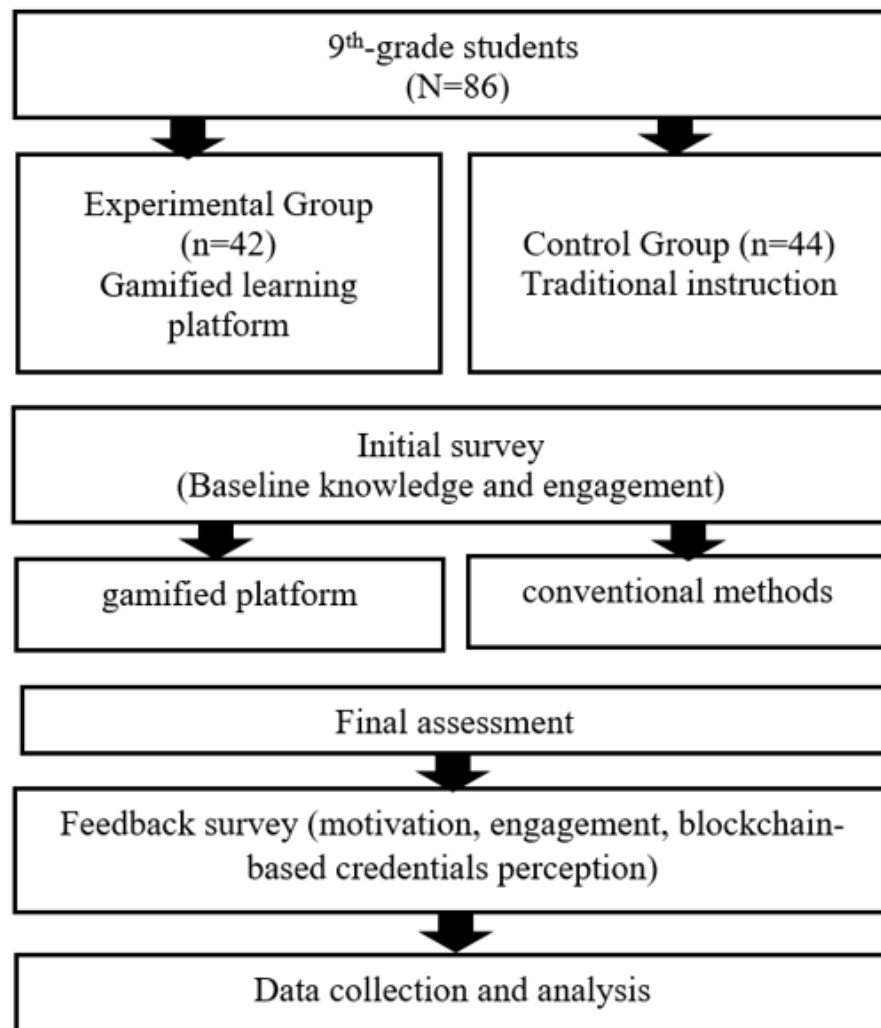 9th-grade students
(N=86)
Experimental Group
(n=42)
Gamified learning
platform
Control Group (n=44)
Traditional instruction
Initial survey
(Baseline knowledge and engagement)
gamified platform
conventional methods
Final assessment
Feedback survey (motivation, engagement, blockchain-
based credentials perception)
Data collection and analysis